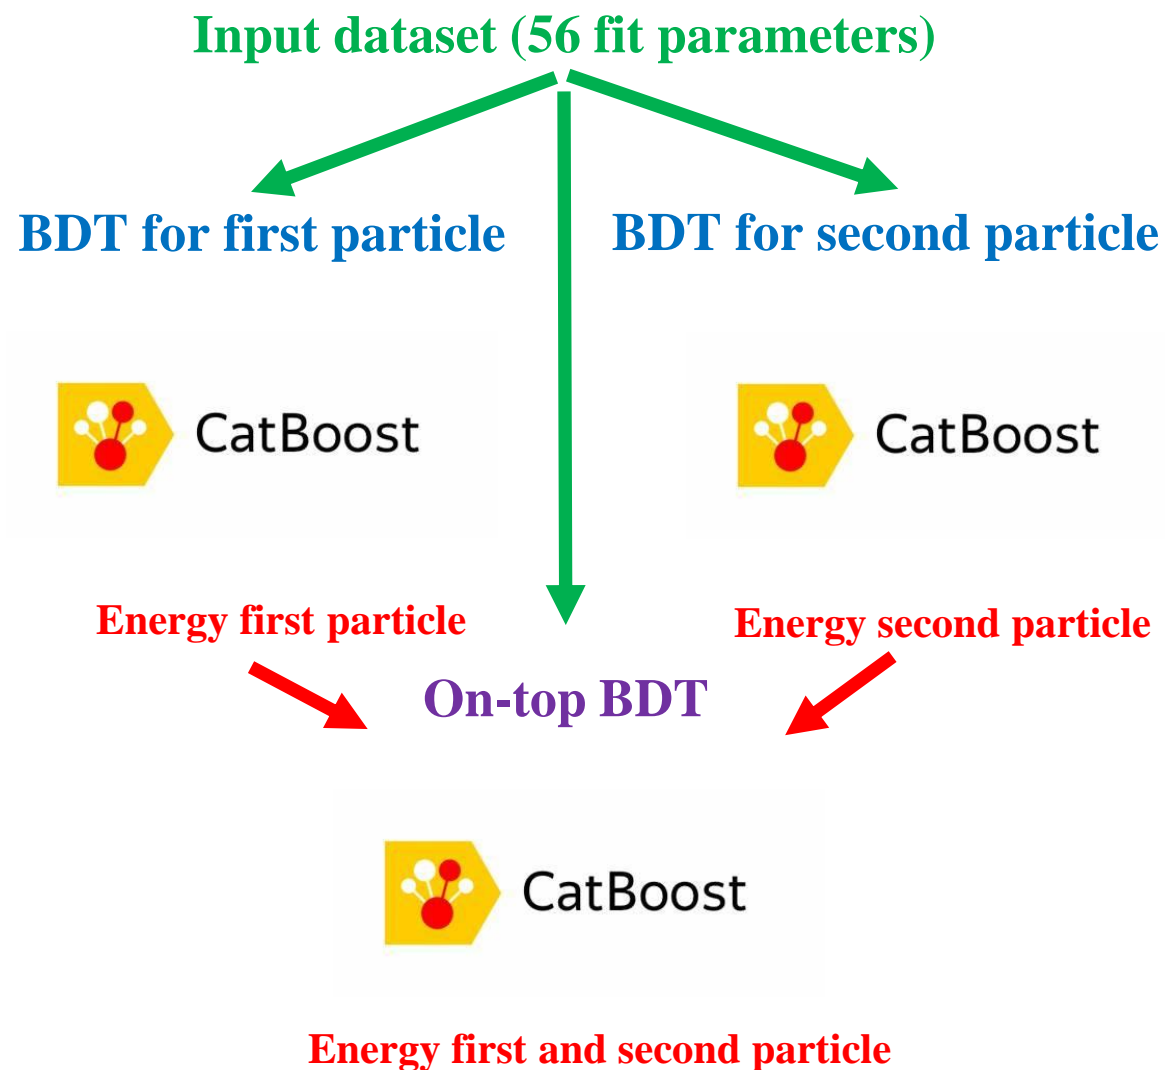 Input dataset (56 fit parameters)
BDT for first particle
BDT for second particle
CatBoost
CatBoost
Energy first particle
Energy second particle
On-top BDT
CatBoost
Energy first and second particle